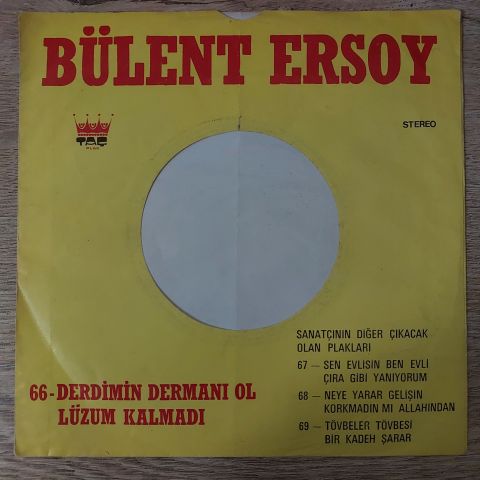 BÜLENT ERSOY
TAÇ
PLAK
STEREO
SANATÇININ DİĞER ÇIKACAK
OLAN PLAKLARI
67 — SEN EVLİSİN BEN EVLİ
ÇIRA GİBİ YANIYORUM
68 — NEYE YARAR GELİŞİN
KORKMADIN MI ALLAHINDAN
69 — TÖVBELER TÖVBESİ
BİR KADEH ŞARAR
66-DERDİMİN DERMANI OL
LÜZUM KALMADI